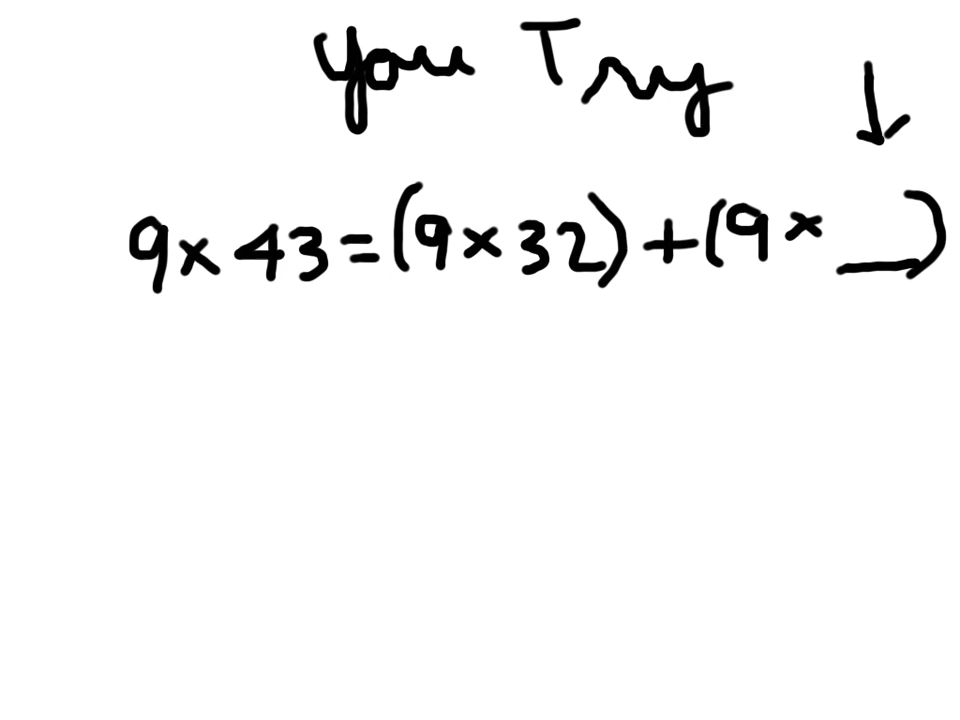 You Try
9 x 43 = (9 x 32) + (9 x __)